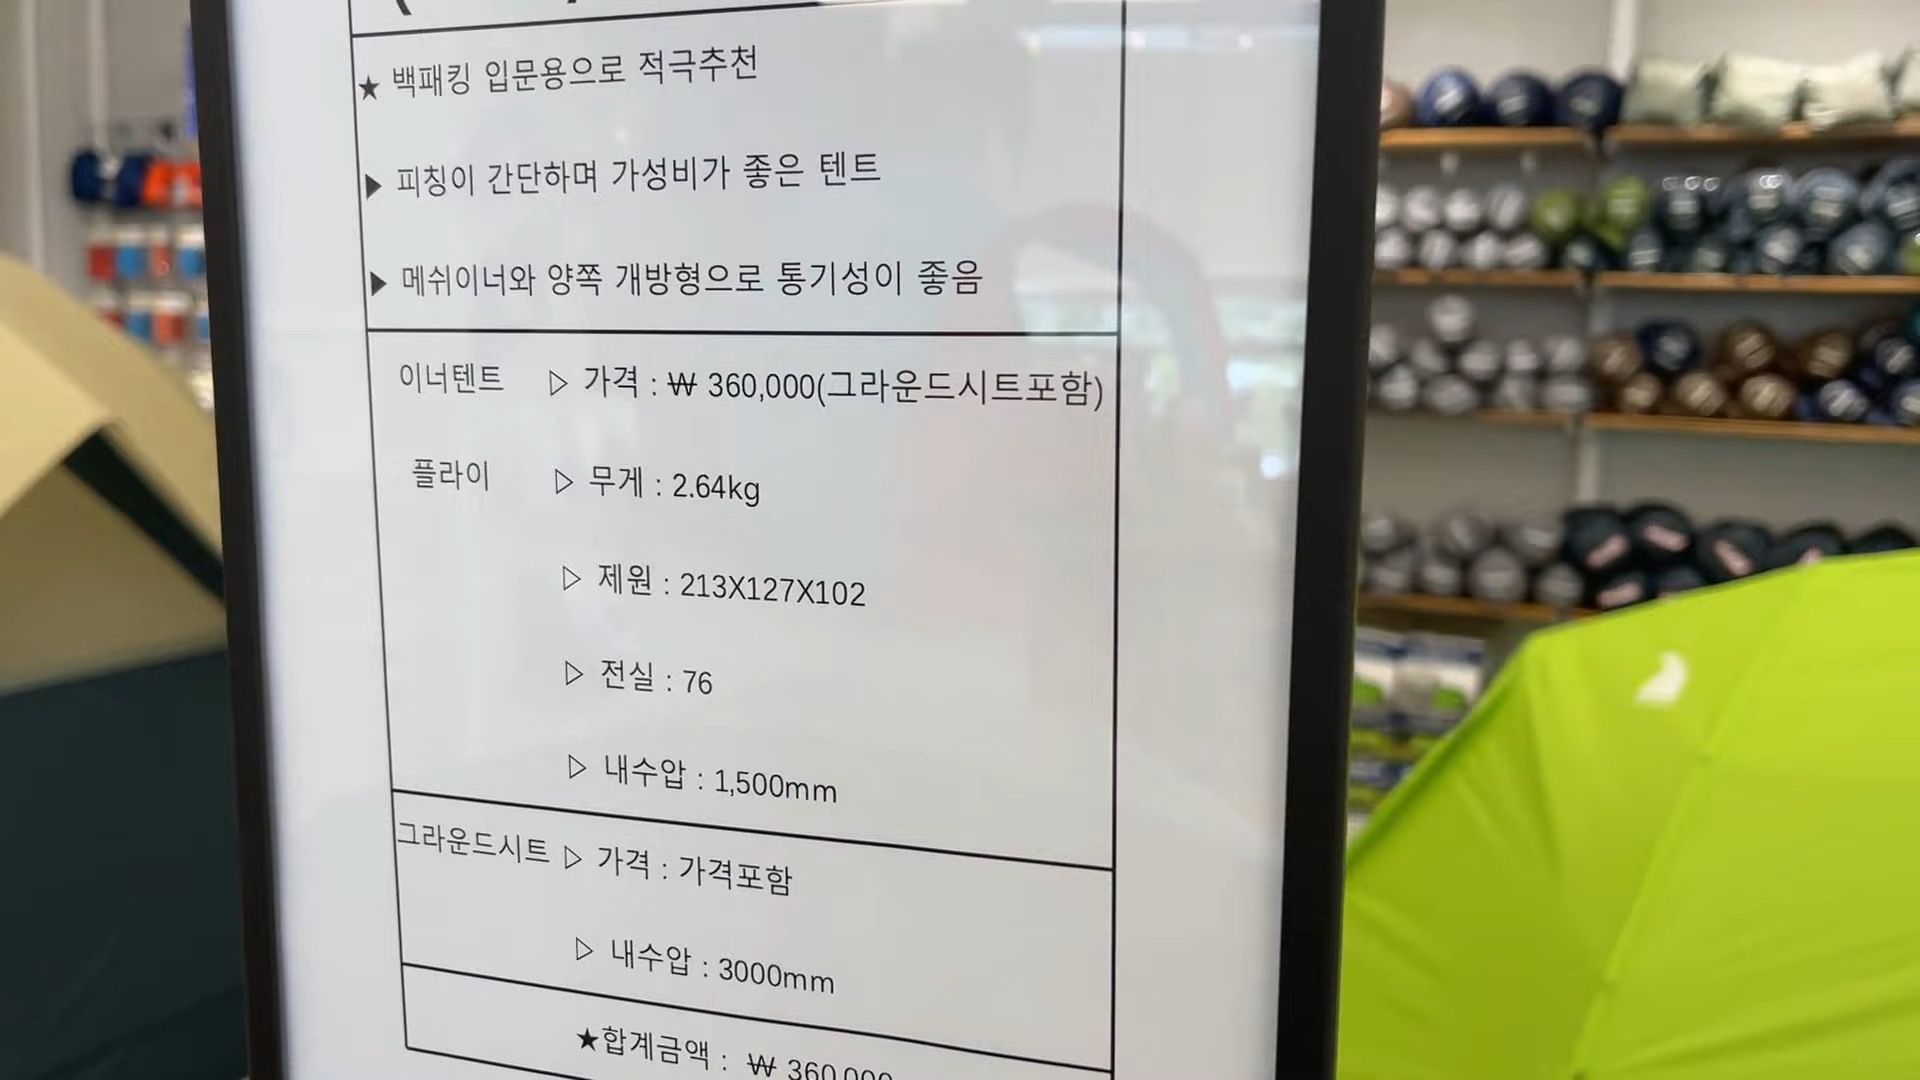 ★ 백패킹 입문용으로 적극추천
▶ 피칭이 간단하며 가성비가 좋은 텐트
▶ 메쉬이너와 양쪽 개방형으로 통기성이 좋음
이너텐트 ▷ 가격 : ₩ 360,000(그라운드시트포함)
플라이 ▷ 무게 : 2.64kg
▷ 제원 : 213X127X102
▷ 전실 : 76
▷ 내수압 : 1,500mm
그라운드시트 ▷ 가격 : 가격포함
▷ 내수압 : 3000mm
★합계금액 : ₩ 360,000